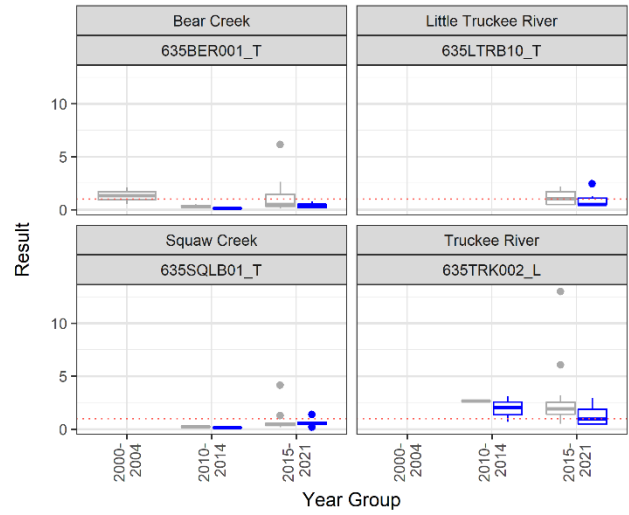 Bear Creek
Little Truckee River
635BER001_T
635LTRB10_T
10
5
0
Squaw Creek
Truckee River
635SQLB01_T
635TRK002_L
10
5
0
Result
2000-
2004
2010-
2014
2015-
2021
2000-
2004
2010-
2014
2015-
2021
Year Group